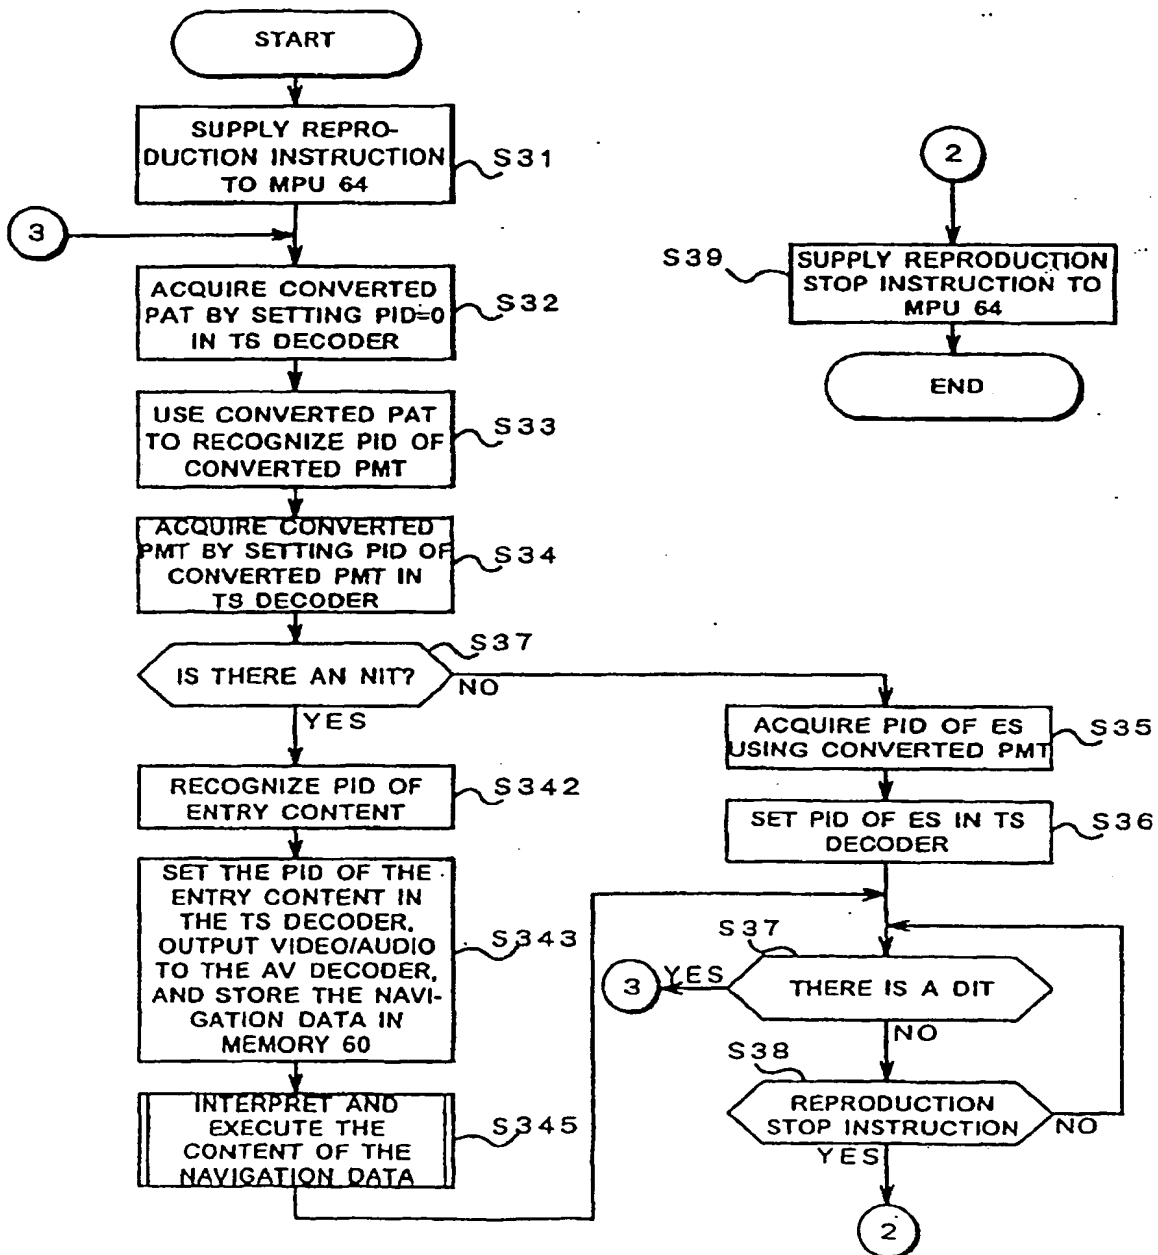 START
SUPPLY REPRO-
DUCTION INSTRUCTION
TO MPU 64
S31
3
ACQUIRE CONVERTED
PAT BY SETTING PID=0
IN TS DECODER
S32
USE CONVERTED PAT
TO RECOGNIZE PID OF
CONVERTED PMT
S33
ACQUIRE CONVERTED
PMT BY SETTING PID OF
CONVERTED PMT IN
TS DECODER
S34
S37
IS THERE AN NIT?
NO
YES
RECOGNIZE PID OF
ENTRY CONTENT
S342
SET THE PID OF THE
ENTRY CONTENT IN
THE TS DECODER,
OUTPUT VIDEO/AUDIO
TO THE AV DECODER,
AND STORE THE NAVI-
GATION DATA IN
MEMORY 60
S343
INTERPRET AND
EXECUTE THE
CONTENT OF THE
NAVIGATION DATA
S345
ACQUIRE PID OF ES
USING CONVERTED PMT
S35
SET PID OF ES IN TS
DECODER
S36
S37
THERE IS A DIT
YES
3
NO
S38
REPRODUCTION
STOP INSTRUCTION
NO
YES
2
2
S39
SUPPLY REPRODUCTION
STOP INSTRUCTION TO
MPU 64
END